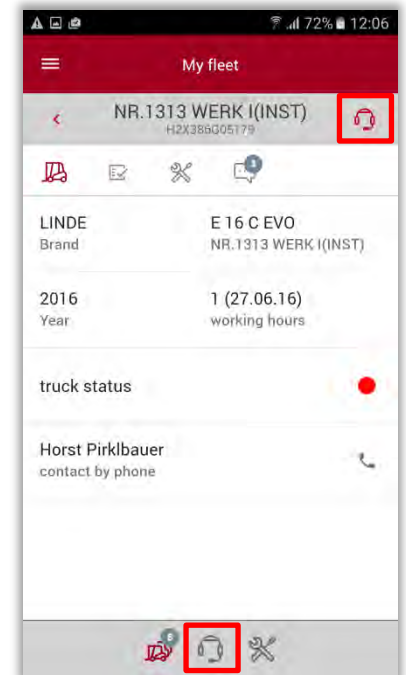 72% 12:06
My fleet
NR.1313 WERK I(INST)
H2X386G05179
LINDE
Brand
E 16 C EVO
NR.1313 WERK I(INST)
2016
Year
1 (27.06.16)
working hours
truck status
Horst Pirklbauer
contact by phone